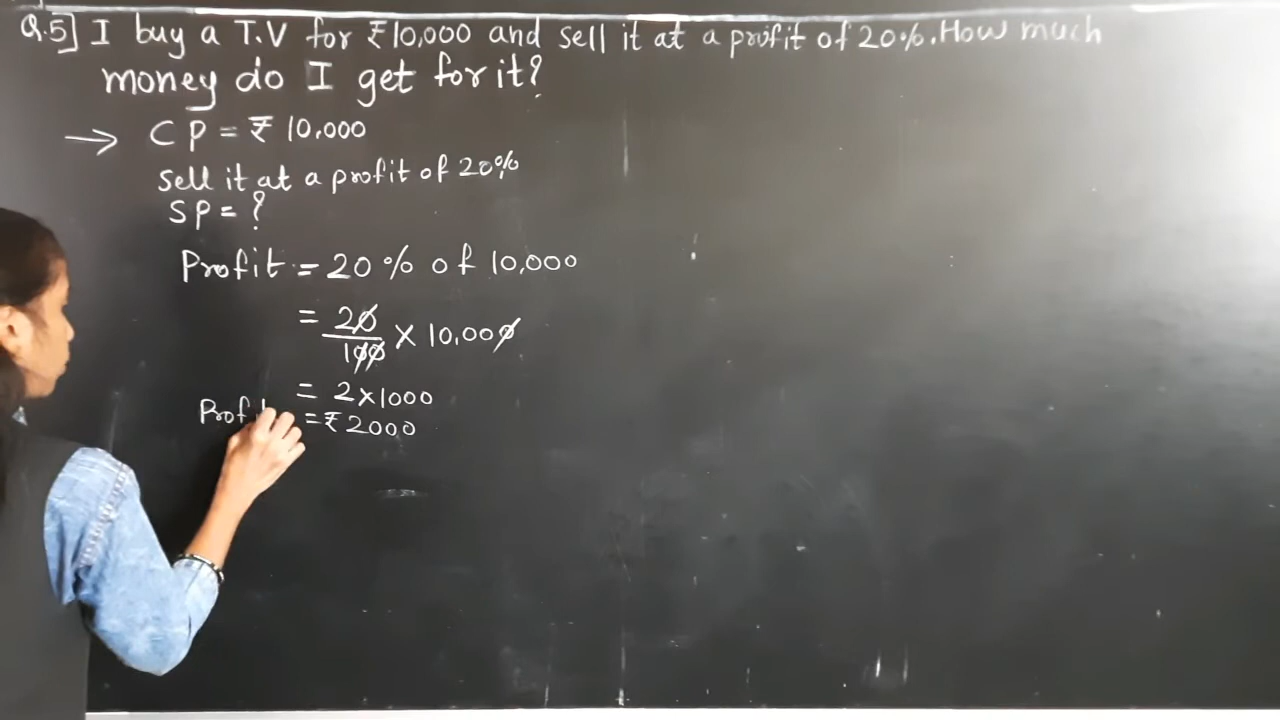 Q.5] I buy a T.V for ₹10,000 and sell it at a profit of 20%. How much
money do I get for it?
→ CP = ₹ 10,000
Sell it at a profit of 20%
SP = ?
Profit = 20% of 10,000
= 20/100 × 10,000
= 2×1000
Profit = ₹2000